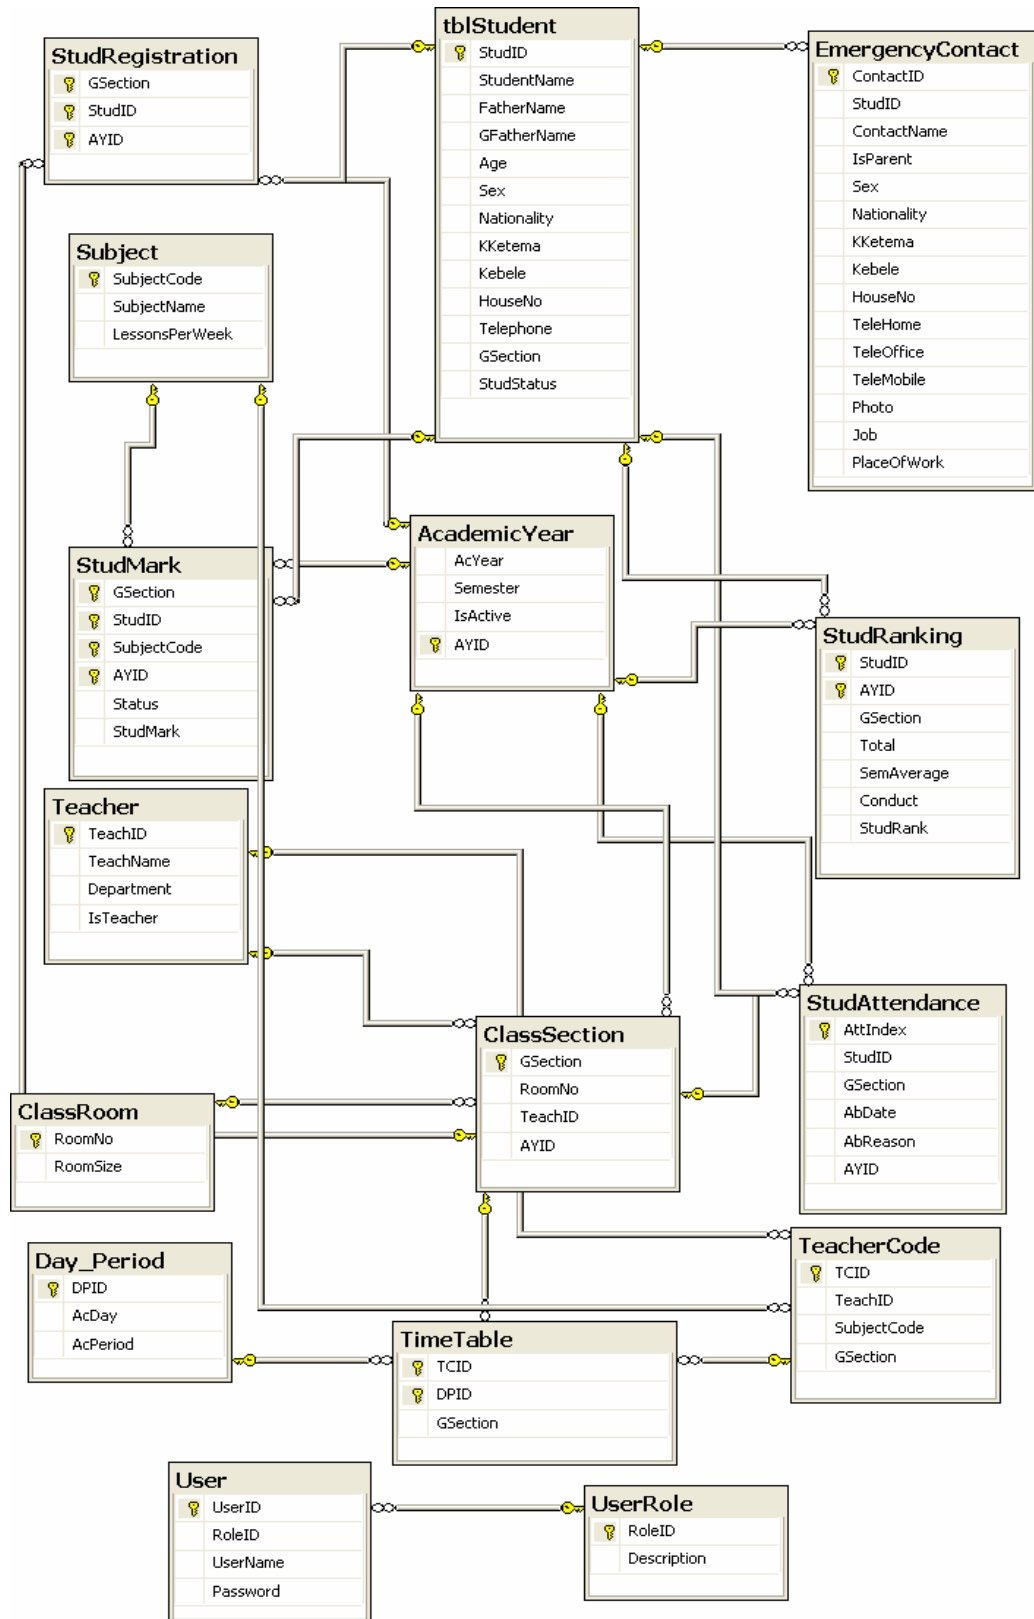 tblStudent
StudID
StudentName
FatherName
GFatherName
Age
Sex
Nationality
KKetema
Kebele
HouseNo
Telephone
GSection
StudStatus
StudRegistration
GSection
StudID
AYID
EmergencyContact
ContactID
StudID
ContactName
IsParent
Sex
Nationality
KKetema
Kebele
HouseNo
TeleHome
TeleOffice
TeleMobile
Photo
Job
PlaceOfWork
Subject
SubjectCode
SubjectName
LessonsPerWeek
AcademicYear
AcYear
Semester
IsActive
AYID
StudMark
GSection
StudID
SubjectCode
AYID
Status
StudMark
StudRanking
StudID
AYID
GSection
Total
SemAverage
Conduct
StudRank
Teacher
TeachID
TeachName
Department
IsTeacher
StudAttendance
AttIndex
StudID
GSection
AbDate
AbReason
AYID
ClassSection
GSection
RoomNo
TeachID
AYID
ClassRoom
RoomNo
RoomSize
TeacherCode
TCID
TeachID
SubjectCode
GSection
Day_Period
DPID
AcDay
AcPeriod
TimeTable
TCID
DPID
GSection
User
UserID
RoleID
UserName
Password
UserRole
RoleID
Description